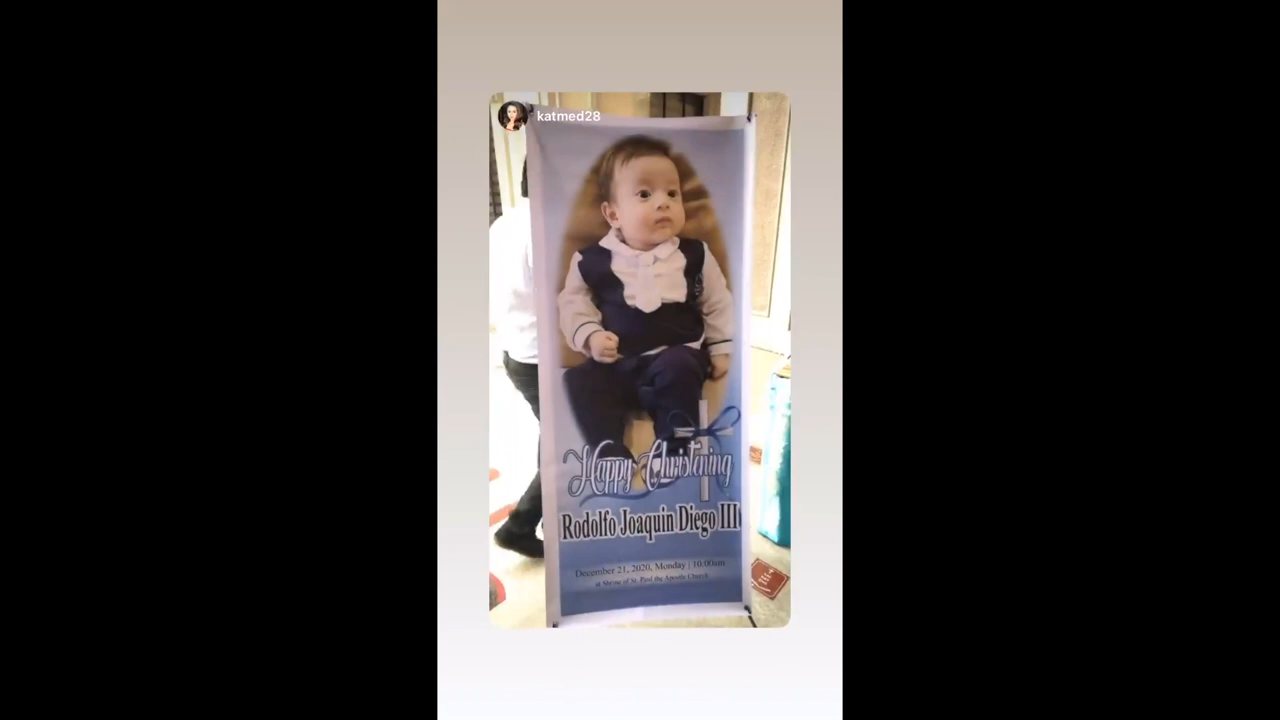 katmed28
Happy Christening
Rodolfo Joaquin Diego III
December 21, 2020, Monday | 10:00am
at Shrine of St. Paul the Apostle Church